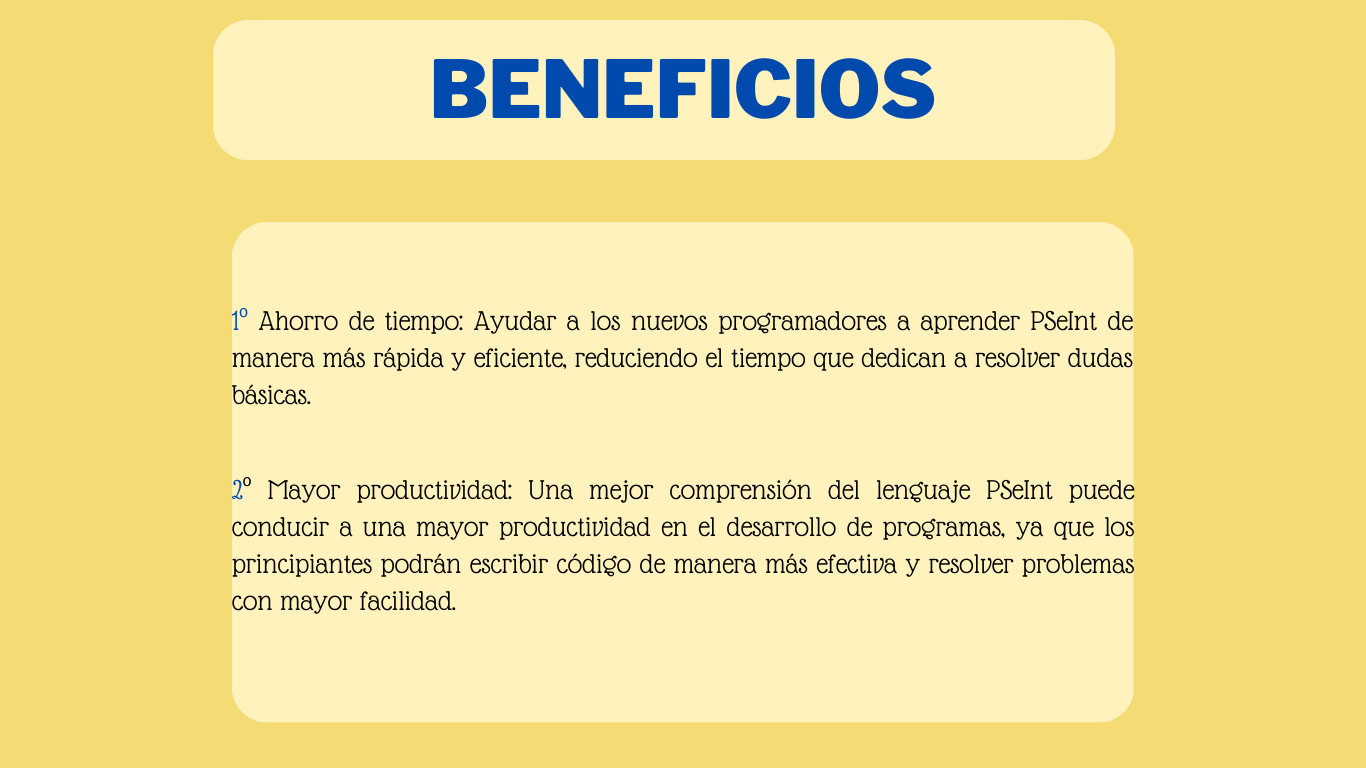 BENEFICIOS
1º Ahorro de tiempo: Ayudar a los nuevos programadores a aprender PSeInt de
manera más rápida y eficiente, reduciendo el tiempo que dedican a resolver dudas
básicas.
2º Mayor productividad: Una mejor comprensión del lenguaje PSeInt puede
conducir a una mayor productividad en el desarrollo de programas, ya que los
principiantes podrán escribir código de manera más efectiva y resolver problemas
con mayor facilidad.